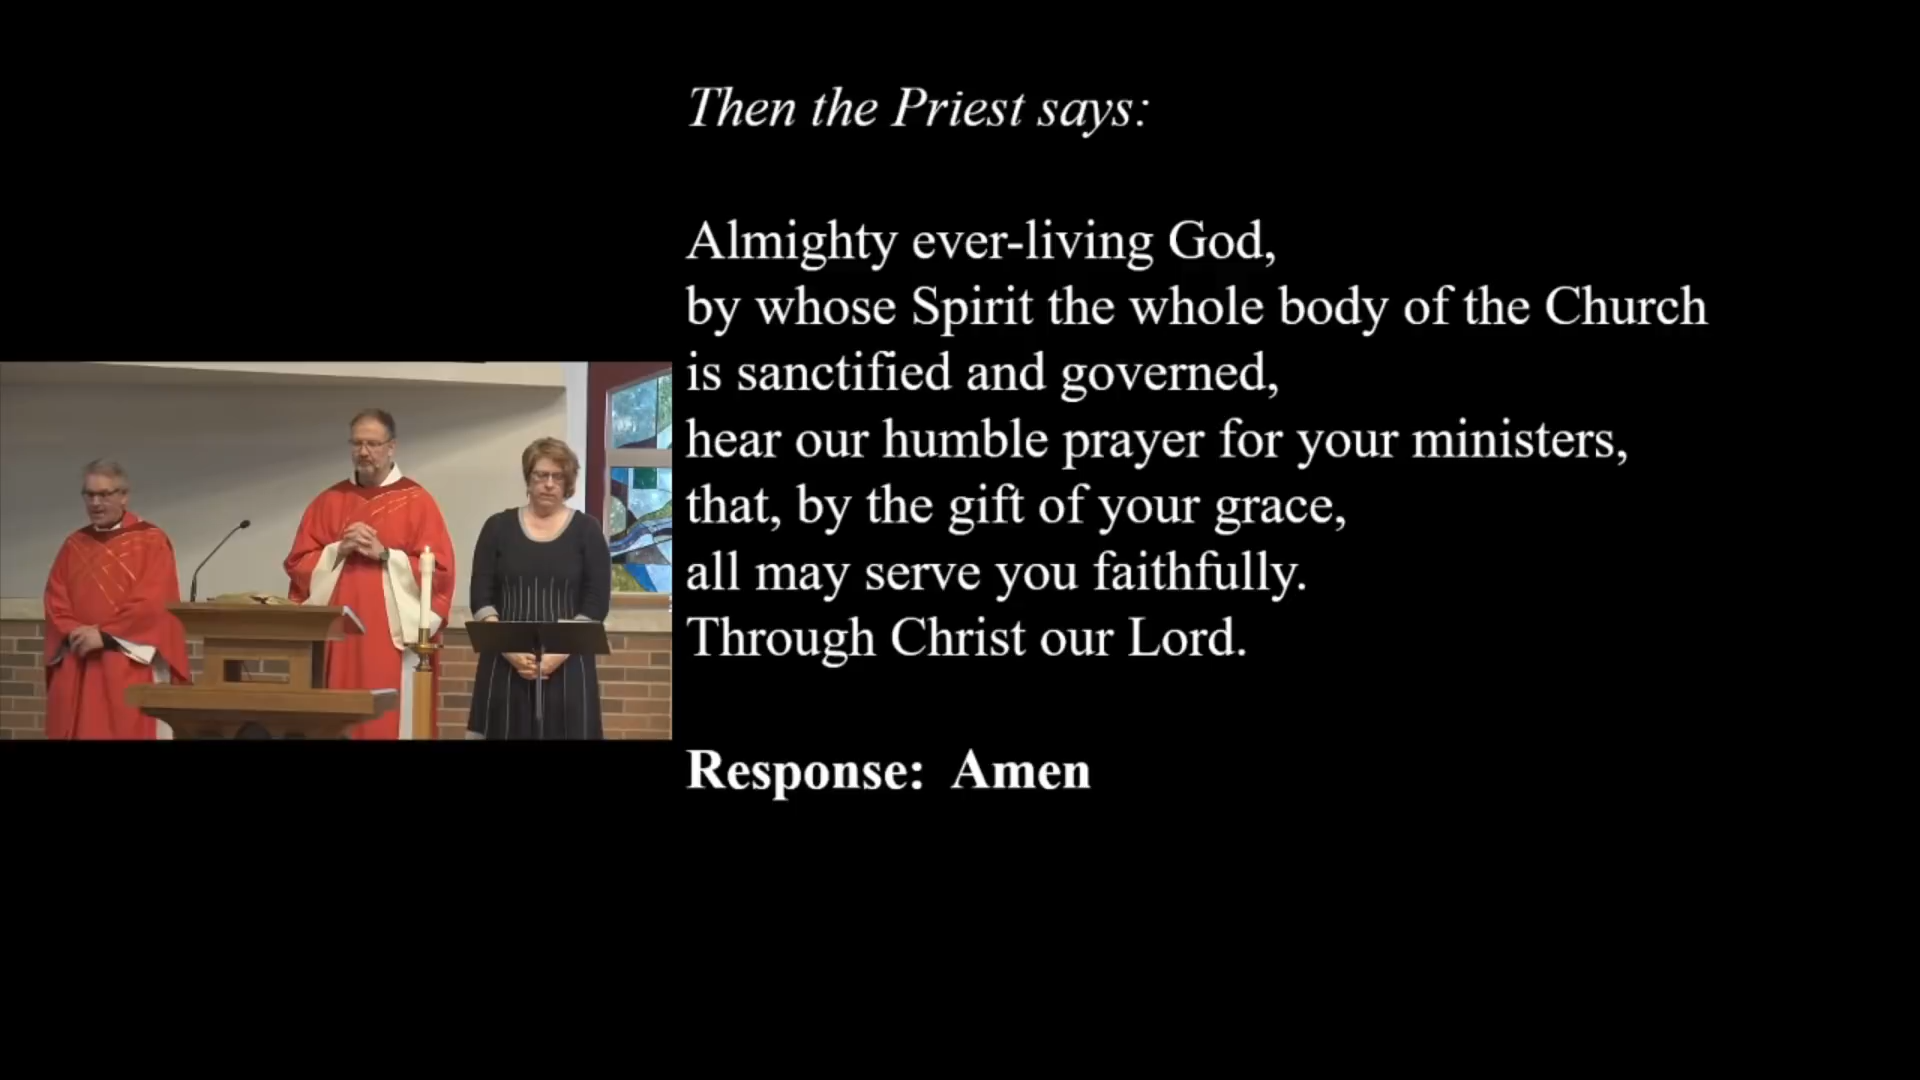 Then the Priest says:
Almighty ever-living God,
by whose Spirit the whole body of the Church
is sanctified and governed,
hear our humble prayer for your ministers,
that, by the gift of your grace,
all may serve you faithfully.
Through Christ our Lord.
Response:  Amen